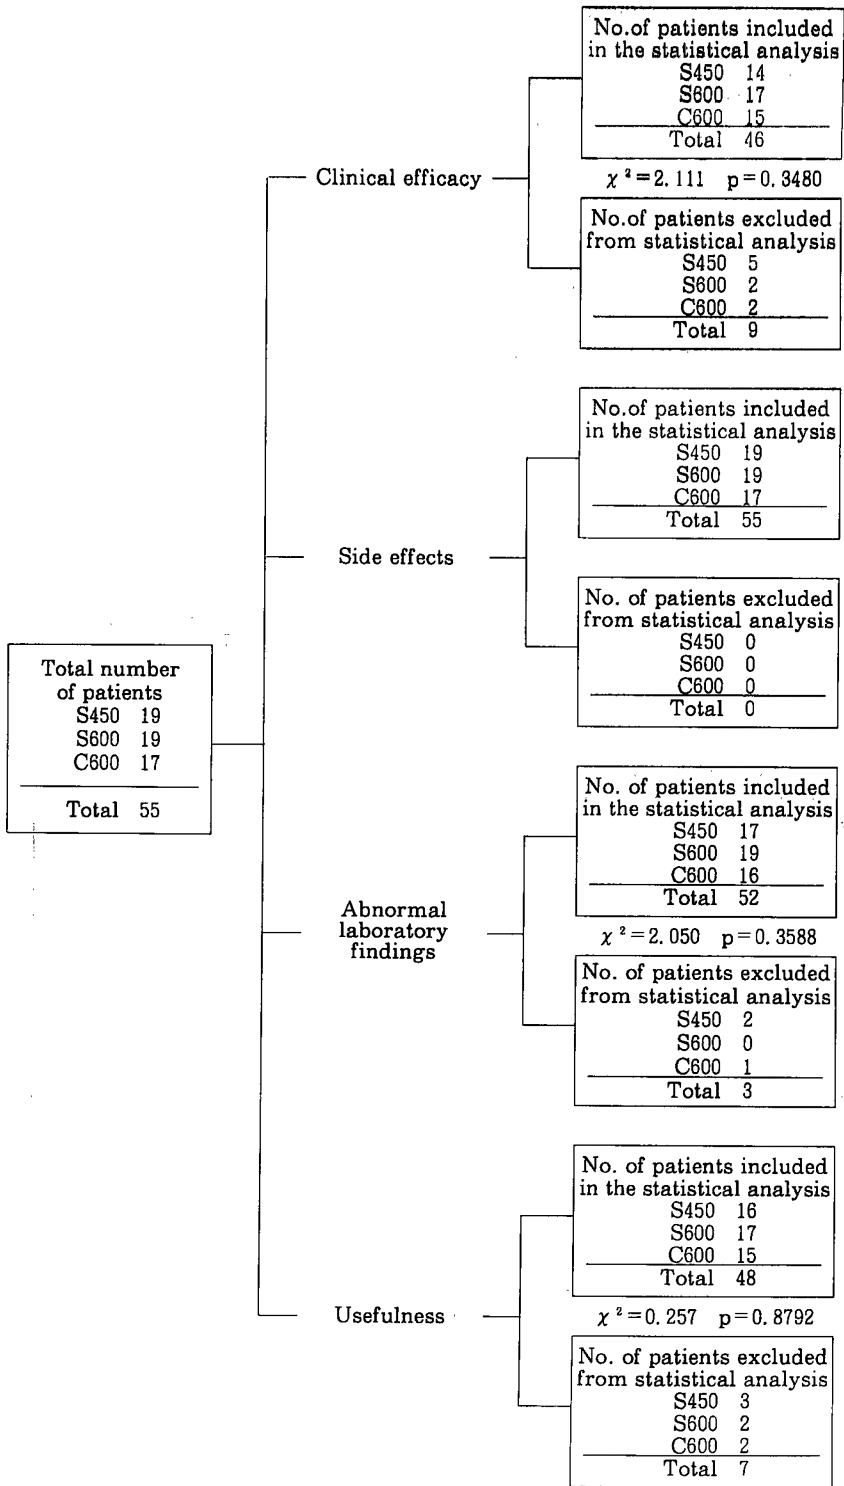 Total number
of patients
S450 19
S600 19
C600 17
Total 55
Clinical efficacy
No.of patients included
in the statistical analysis
S450 14
S600 17
C600 15
Total 46
χ²=2.111 p=0.3480
No.of patients excluded
from statistical analysis
S450 5
S600 2
C600 2
Total 9
Side effects
No.of patients included
in the statistical analysis
S450 19
S600 19
C600 17
Total 55
No. of patients excluded
from statistical analysis
S450 0
S600 0
C600 0
Total 0
Abnormal
laboratory
findings
No. of patients included
in the statistical analysis
S450 17
S600 19
C600 16
Total 52
χ²=2.050 p=0.3588
No. of patients excluded
from statistical analysis
S450 2
S600 0
C600 1
Total 3
Usefulness
No. of patients included
in the statistical analysis
S450 16
S600 17
C600 15
Total 48
χ²=0.257 p=0.8792
No. of patients excluded
from statistical analysis
S450 3
S600 2
C600 2
Total 7